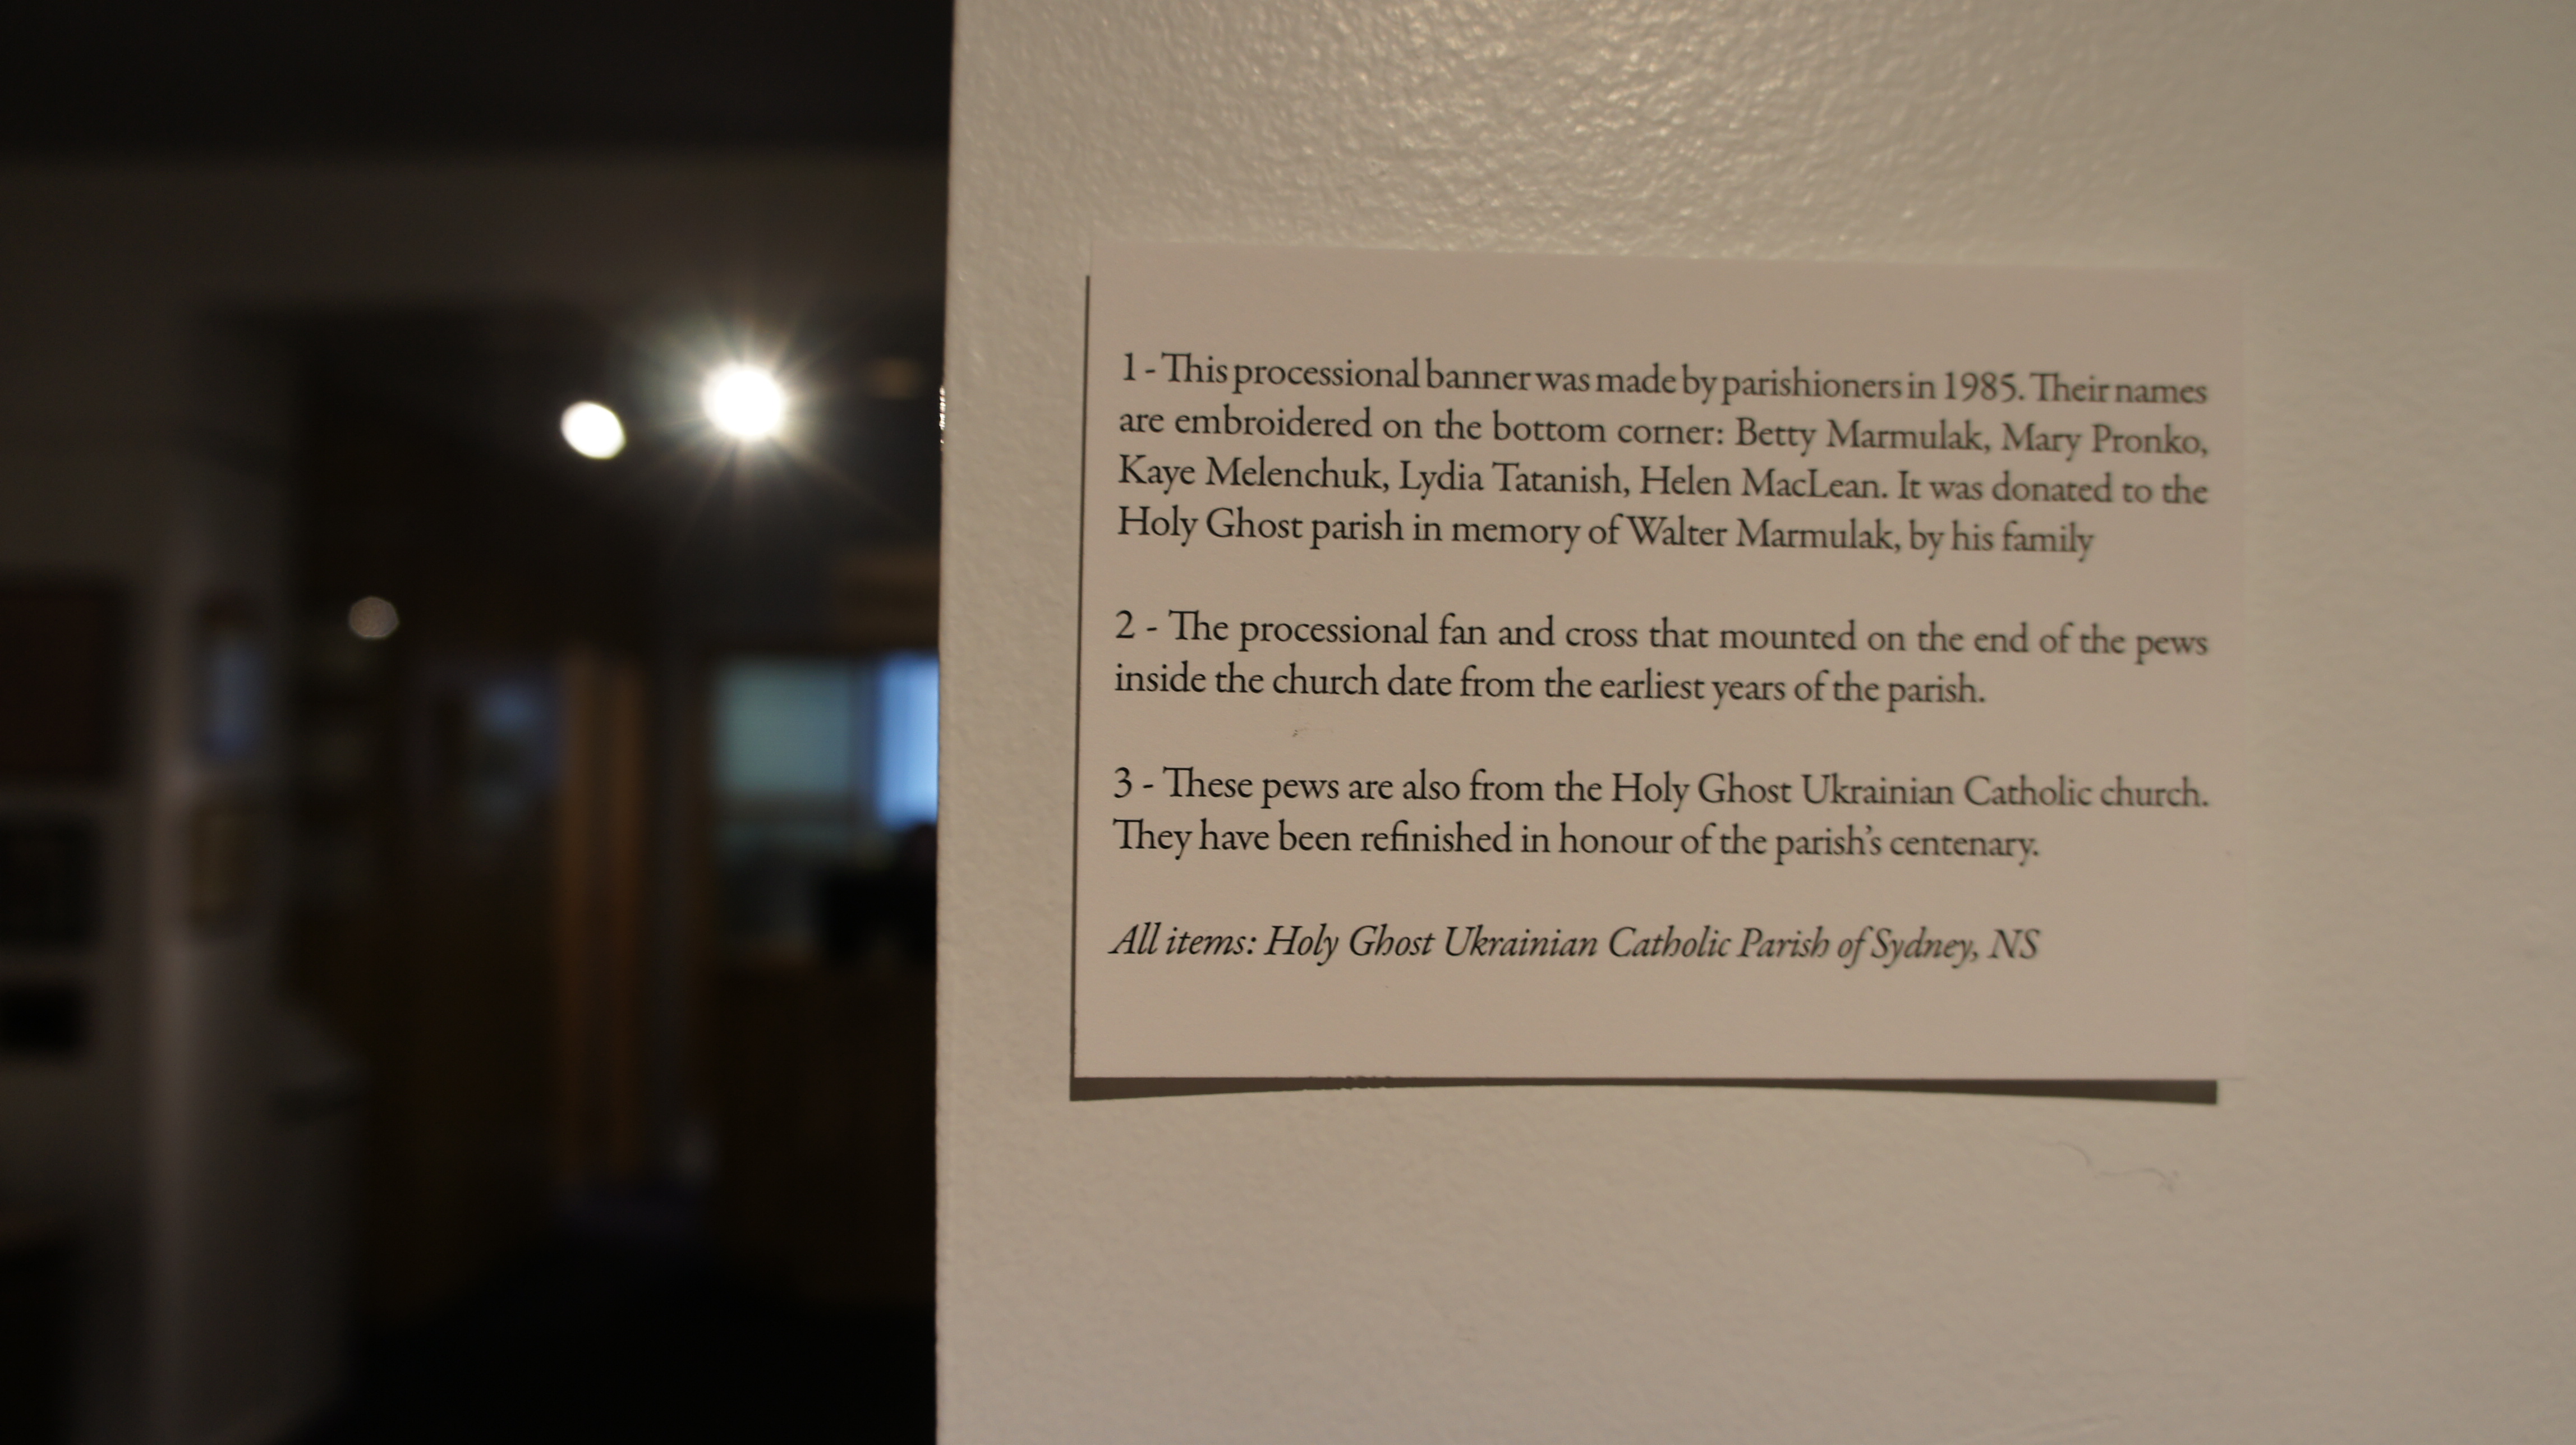 1 - This processional banner was made by parishioners in 1985. Their names
are embroidered on the bottom corner: Betty Marmulak, Mary Pronko,
Kaye Melenchuk, Lydia Tatanish, Helen MacLean. It was donated to the
Holy Ghost parish in memory of Walter Marmulak, by his family
2 - The processional fan and cross that mounted on the end of the pews
inside the church date from the earliest years of the parish.
3 - These pews are also from the Holy Ghost Ukrainian Catholic church.
They have been refinished in honour of the parish's centenary.
All items: Holy Ghost Ukrainian Catholic Parish of Sydney, NS